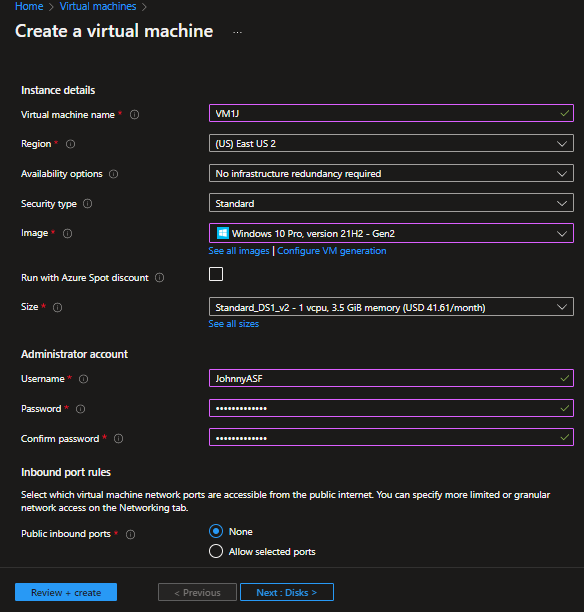 Home > Virtual machines >
Create a virtual machine ...
Instance details
Virtual machine name * VM1J
Region * (US) East US 2
Availability options No infrastructure redundancy required
Security type Standard
Image * Windows 10 Pro, version 21H2 - Gen2
See all images | Configure VM generation
Run with Azure Spot discount
Size * Standard_DS1_v2 - 1 vcpu, 3.5 GiB memory (USD 41.61/month)
See all sizes
Administrator account
Username * JohnnyASF
Password * •••••••••••••
Confirm password * •••••••••••••
Inbound port rules
Select which virtual machine network ports are accessible from the public internet. You can specify more limited or granular
network access on the Networking tab.
Public inbound ports * None
Allow selected ports
Review + create < Previous Next : Disks >